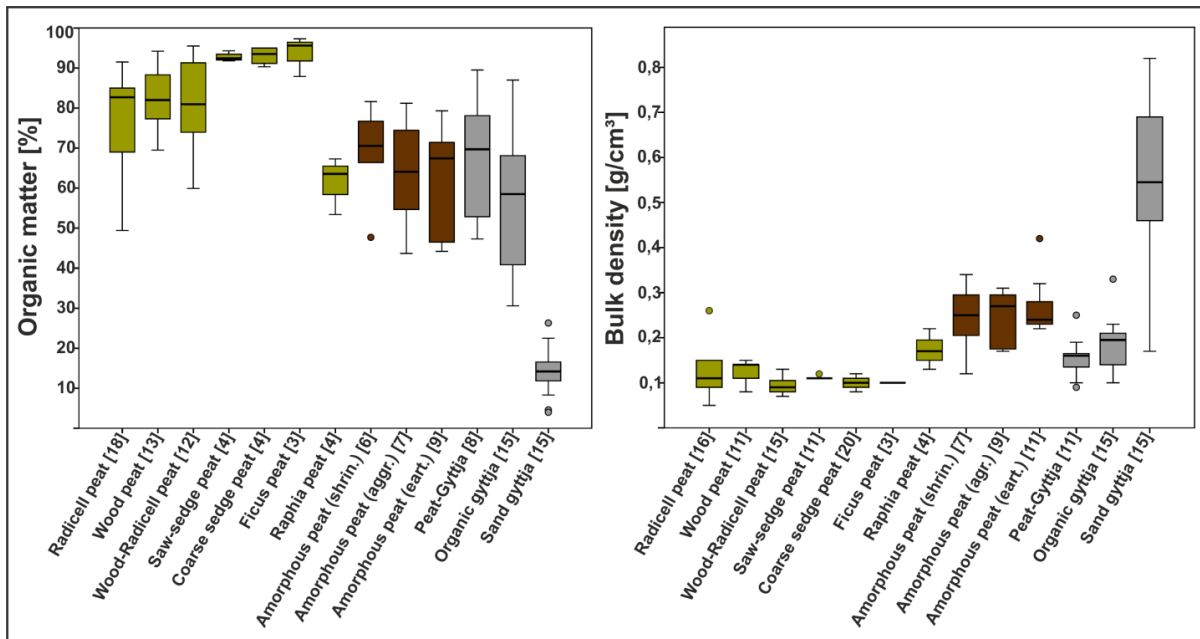 Organic matter [%]
100
90
80
70
60
50
40
30
20
10
Radicell peat [18]
Wood peat [13]
Wood-Radicell peat [12]
Saw-sedge peat [4]
Coarse sedge peat [4]
Ficus peat [3]
Raphia peat [4]
Amorphous peat (shrin.) [6]
Amorphous peat (aggr.) [7]
Amorphous peat (eart.) [9]
Peat-Gyttja [8]
Organic gyttja [15]
Sand gyttja [15]
Bulk density [g/cm³]
0,8
0,7
0,6
0,5
0,4
0,3
0,2
0,1
Radicell peat [16]
Wood peat [11]
Wood-Radicell peat [15]
Saw-sedge peat [11]
Coarse sedge peat [20]
Ficus peat [3]
Raphia peat [4]
Amorphous peat (shrin.) [7]
Amorphous peat (agr.) [9]
Amorphous peat (eart.) [11]
Peat-Gyttja [11]
Organic gyttja [15]
Sand gyttja [15]